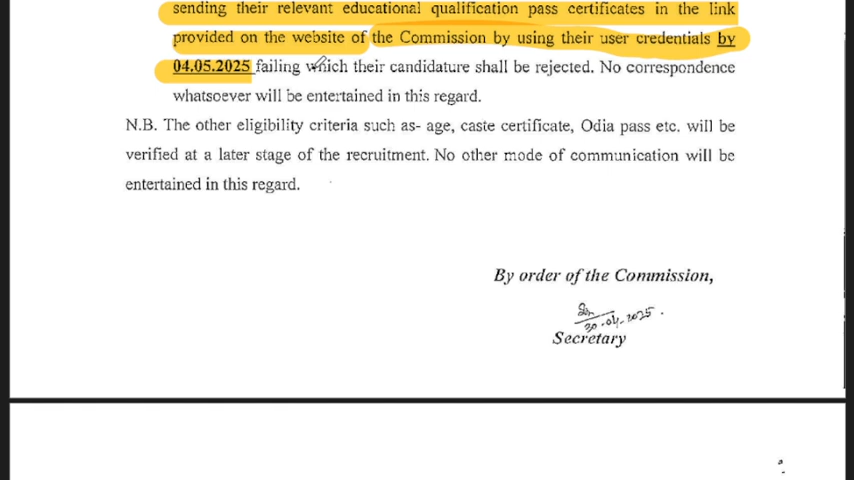 sending their relevant educational qualification pass certificates in the link
provided on the website of the Commission by using their user credentials by
04.05.2025 failing which their candidature shall be rejected. No correspondence
whatsoever will be entertained in this regard.
N.B. The other eligibility criteria such as- age, caste certificate, Odia pass etc. will be
verified at a later stage of the recruitment. No other mode of communication will be
entertained in this regard.
By order of the Commission,
30-04-2025.
Secretary